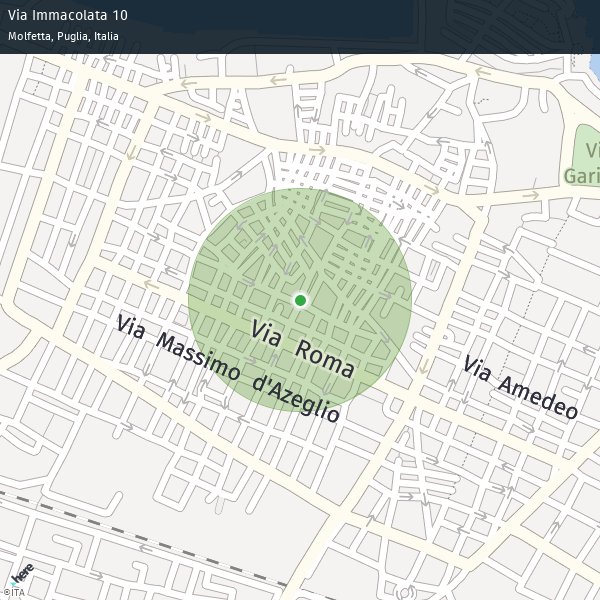 Via Immacolata 10
Molfetta, Puglia, Italia
Vi
Gari
Via Roma
Via Massimo d'Azeglio
Via Amedeo
here
©ITA